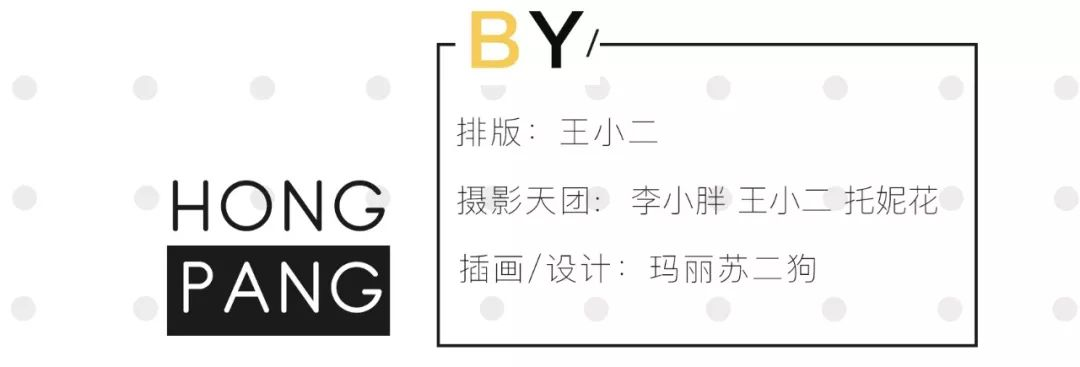 HONG
PANG
BY/
排版：王小二
摄影天团：李小胖 王小二 托妮花
插画/设计：玛丽苏二狗